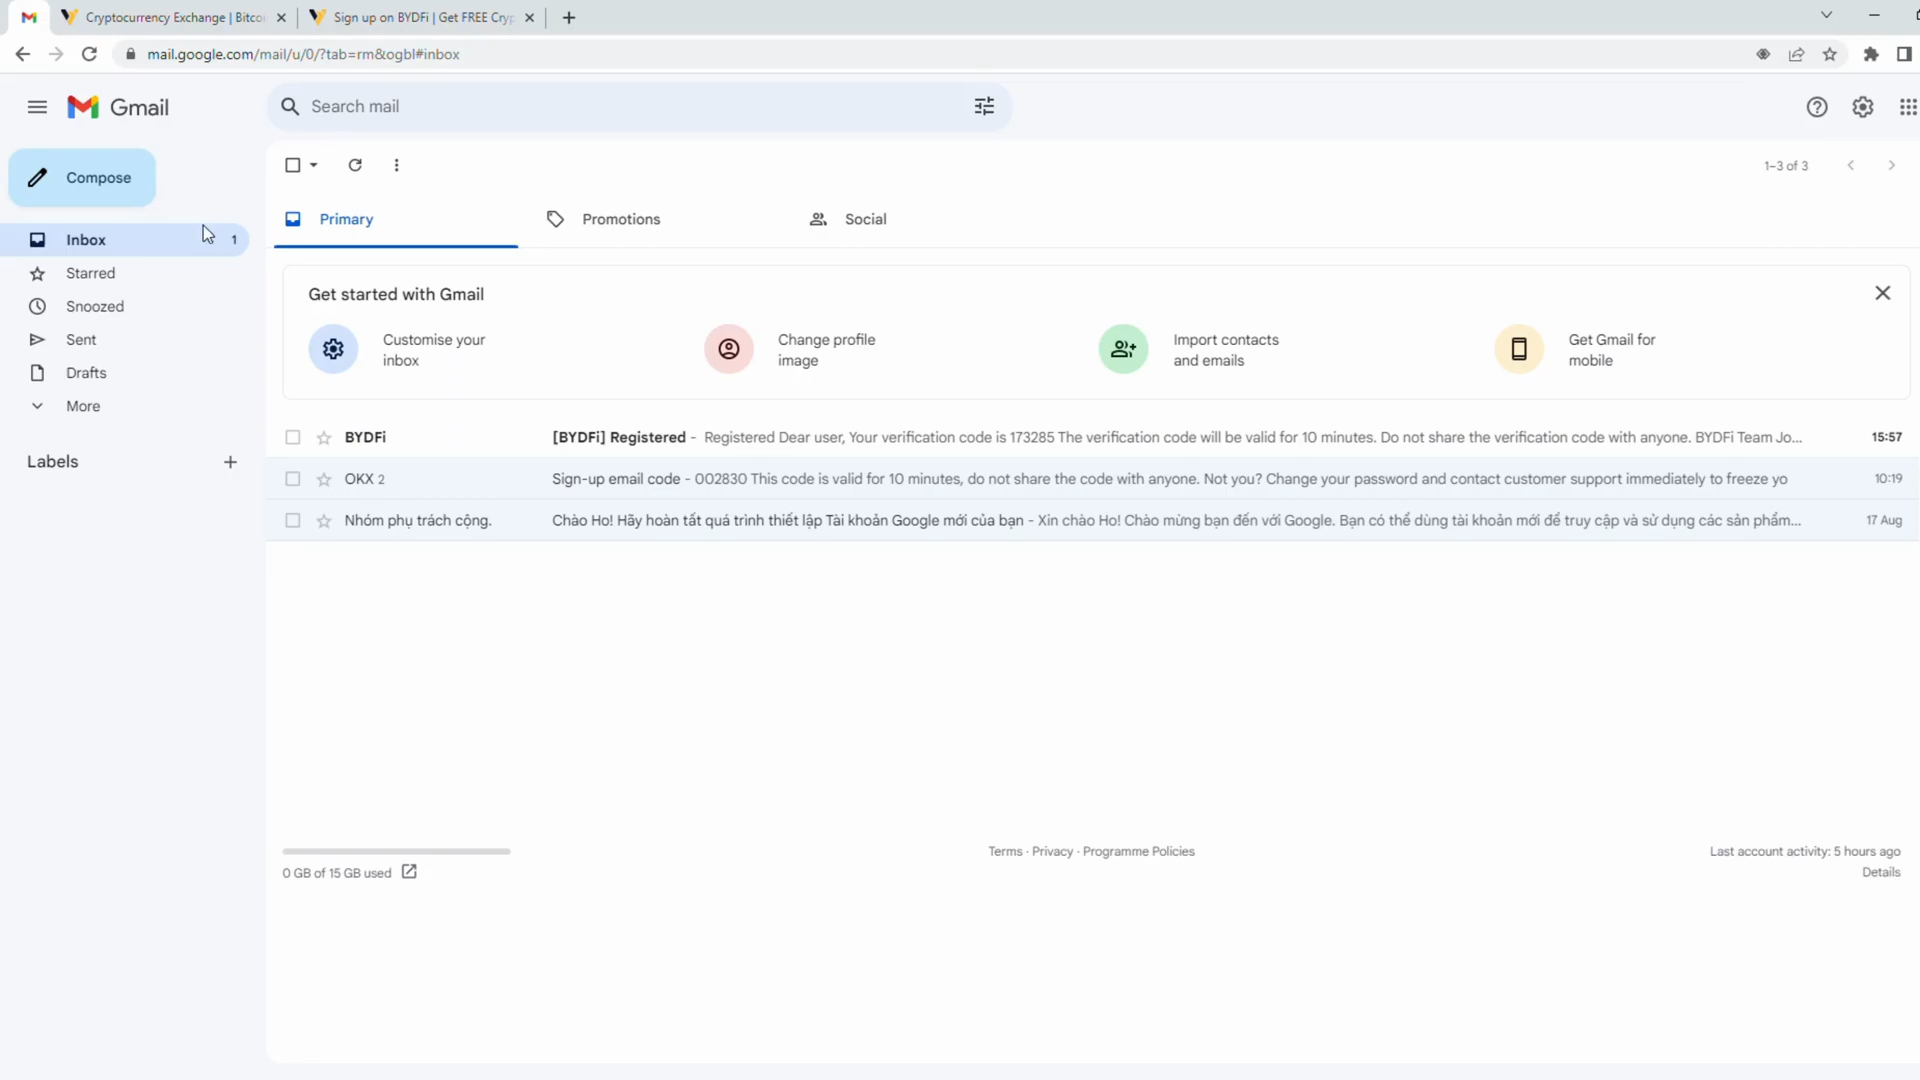 Cryptocurrency Exchange | Bitco
Sign up on BYDFi | Get FREE Cryp
mail.google.com/mail/u/0/?tab=rm&ogbl#inbox
Gmail
Search mail
Compose
1–3 of 3
Primary
Promotions
Social
Inbox
1
Starred
Snoozed
Sent
Drafts
More
Labels
Get started with Gmail
Customise your
inbox
Change profile
image
Import contacts
and emails
Get Gmail for
mobile
BYDFi [BYDFi] Registered - Registered Dear user, Your verification code is 173285 The verification code will be valid for 10 minutes. Do not share the verification code with anyone. BYDFi Team Jo... 15:57
OKX 2 Sign-up email code - 002830 This code is valid for 10 minutes, do not share the code with anyone. Not you? Change your password and contact customer support immediately to freeze yo 10:19
Nhóm phụ trách cộng. Chào Ho! Hãy hoàn tất quá trình thiết lập Tài khoản Google mới của bạn - Xin chào Ho! Chào mừng bạn đến với Google. Bạn có thể dùng tài khoản mới để truy cập và sử dụng các sản phẩm... 17 Aug
0 GB of 15 GB used
Terms · Privacy · Programme Policies
Last account activity: 5 hours ago
Details